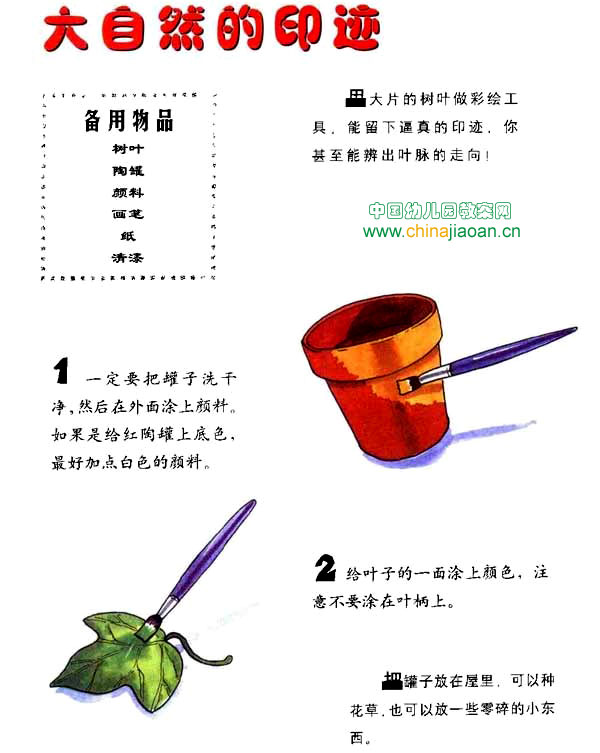 大自然的印迹
备用物品
树叶
陶罐
颜料
画笔
纸
清漆
用大片的树叶做彩绘工
具，能留下逼真的印迹，你
甚至能辨出叶脉的走向！
中国幼儿园教案网
www.chinajiaoan.cn
1 一定要把罐子洗干
净，然后在外面涂上颜料。
如果是给红陶罐上底色，
最好加点白色的颜料。
2 给叶子的一面涂上颜色，注
意不要涂在叶柄上。
把罐子放在屋里，可以种
花草，也可以放一些零碎的小东
西。